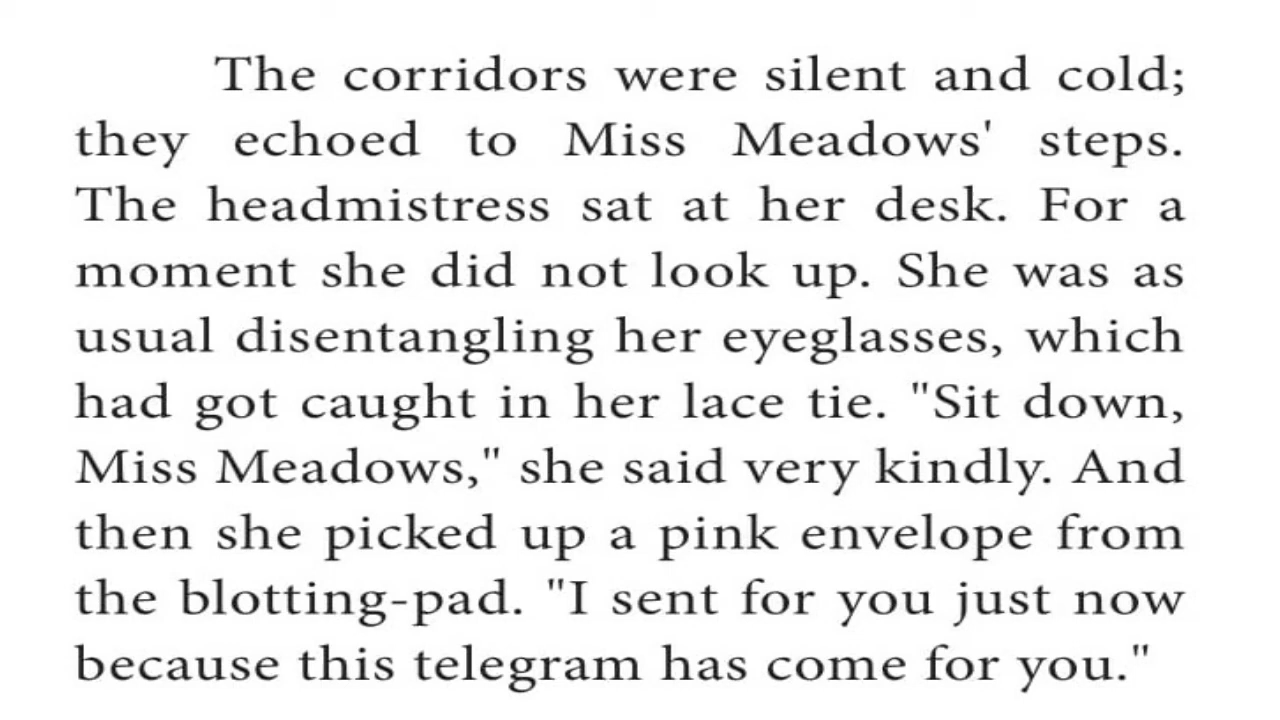 The corridors were silent and cold;
they echoed to Miss Meadows' steps.
The headmistress sat at her desk. For a
moment she did not look up. She was as
usual disentangling her eyeglasses, which
had got caught in her lace tie. "Sit down,
Miss Meadows," she said very kindly. And
then she picked up a pink envelope from
the blotting-pad. "I sent for you just now
because this telegram has come for you."